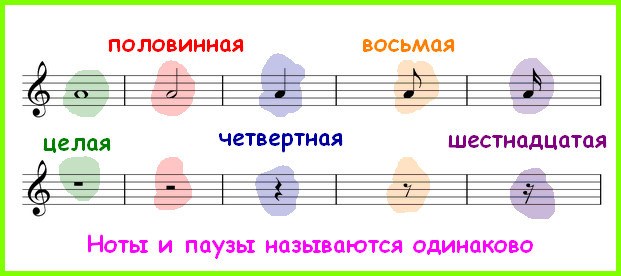 половинная восьмая
целая четвертная шестнадцатая
Ноты и паузы называются одинаково